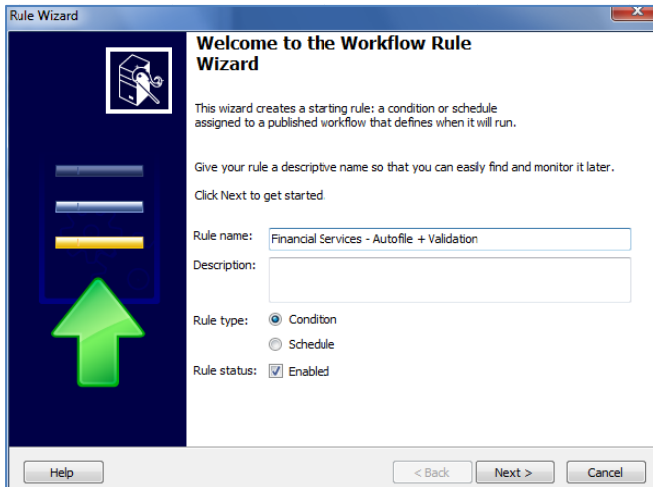 Rule Wizard
Welcome to the Workflow Rule
Wizard
This wizard creates a starting rule: a condition or schedule
assigned to a published workflow that defines when it will run.
Give your rule a descriptive name so that you can easily find and monitor it later.
Click Next to get started.
Rule name: Financial Services - Autofile + Validation
Description:
Rule type: Condition
Schedule
Rule status: Enabled
Help < Back Next > Cancel